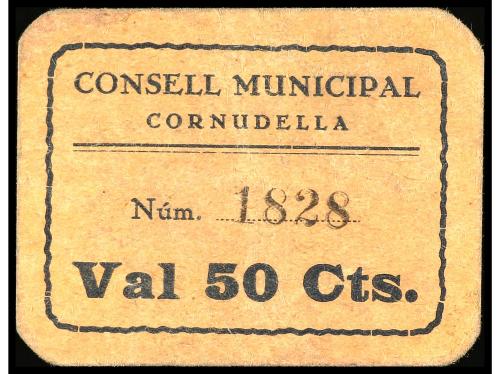 CONSELL MUNICIPAL
CORNUDELLA
Núm. 1828
Val 50 Cts.